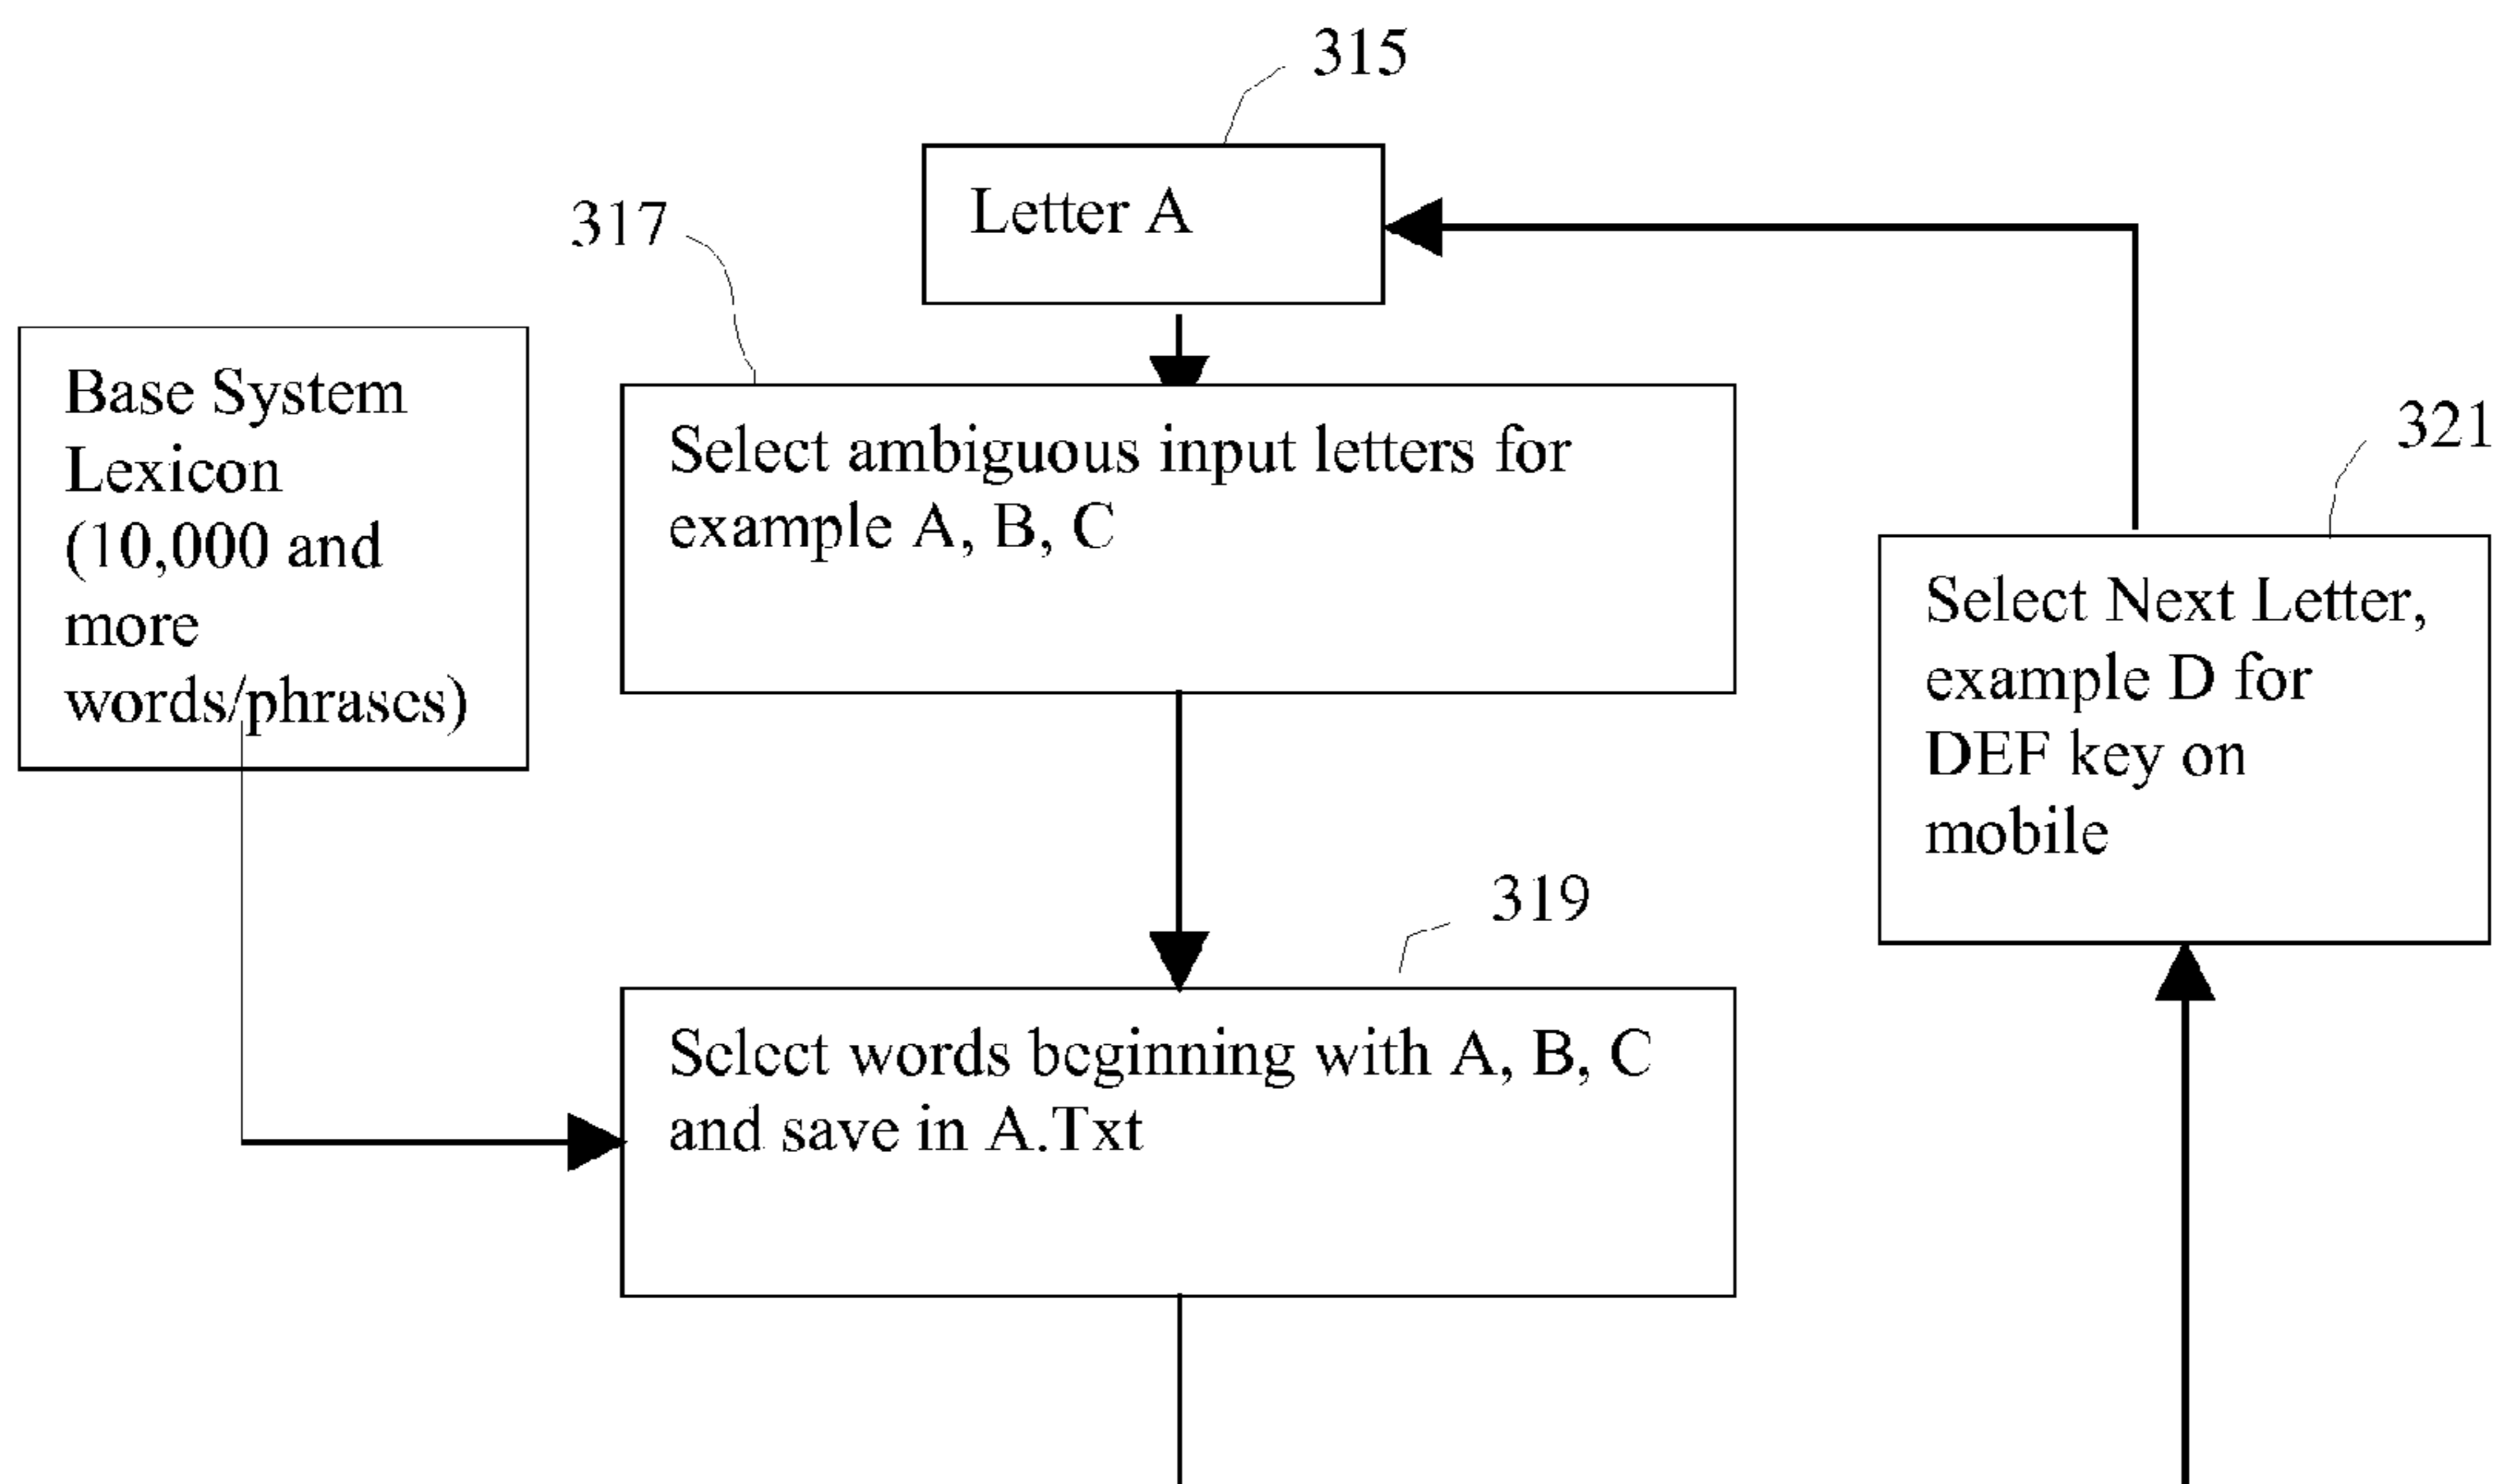 315
Letter A
317
Base System
Lexicon
(10,000 and
more
words/phrases)
Select ambiguous input letters for
example A, B, C
321
Select Next Letter,
example D for
DEF key on
mobile
319
Select words beginning with A, B, C
and save in A.Txt